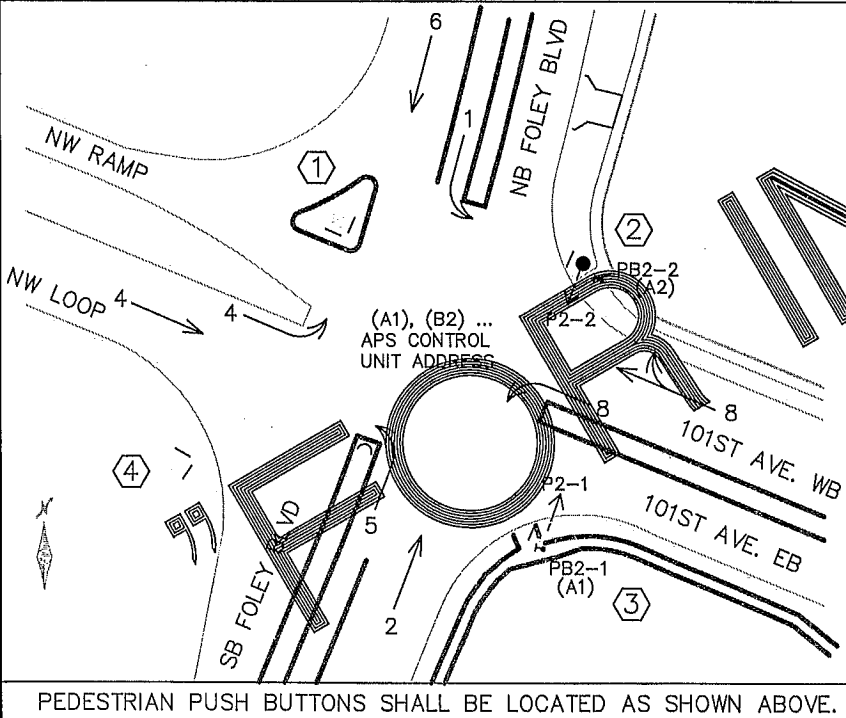 6
1
NB FOLEY BLVD
NW RAMP
1
2
PB2-2
(A2)
P2-2
NW LOOP
4
4
(A1), (B2) ...
APS CONTROL
UNIT ADDRESS
8
8
101ST AVE. WB
101ST AVE. EB
4
5
P2-1
PB2-1
(A1)
3
2
SB FOLEY
VD
"FOR
N
PEDESTRIAN PUSH BUTTONS SHALL BE LOCATED AS SHOWN ABOVE.